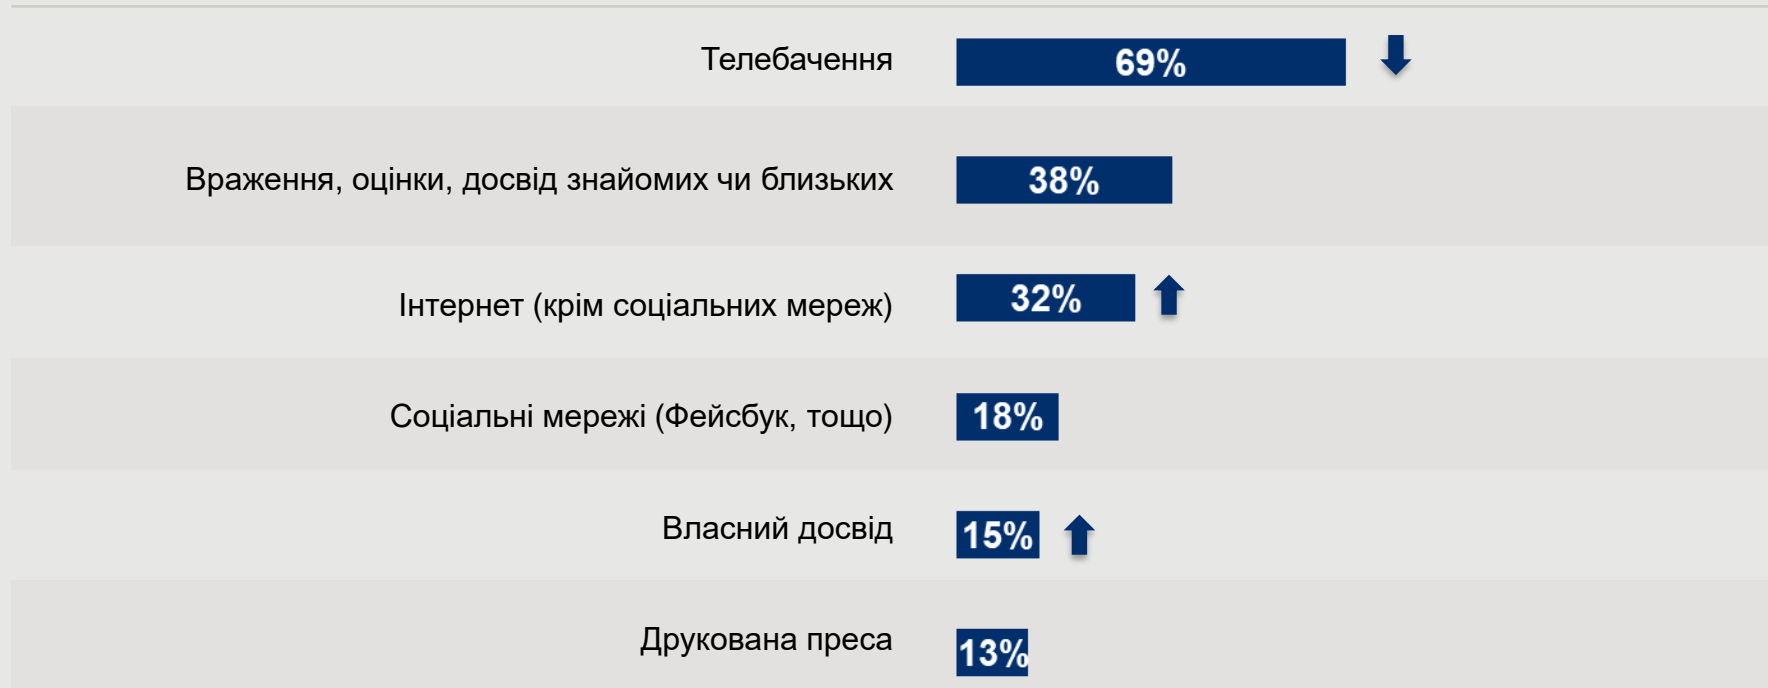 Телебачення 69%
Враження, оцінки, досвід знайомих чи близьких 38%
Інтернет (крім соціальних мереж) 32%
Соціальні мережі (Фейсбук, тощо) 18%
Власний досвід 15%
Друкована преса 13%